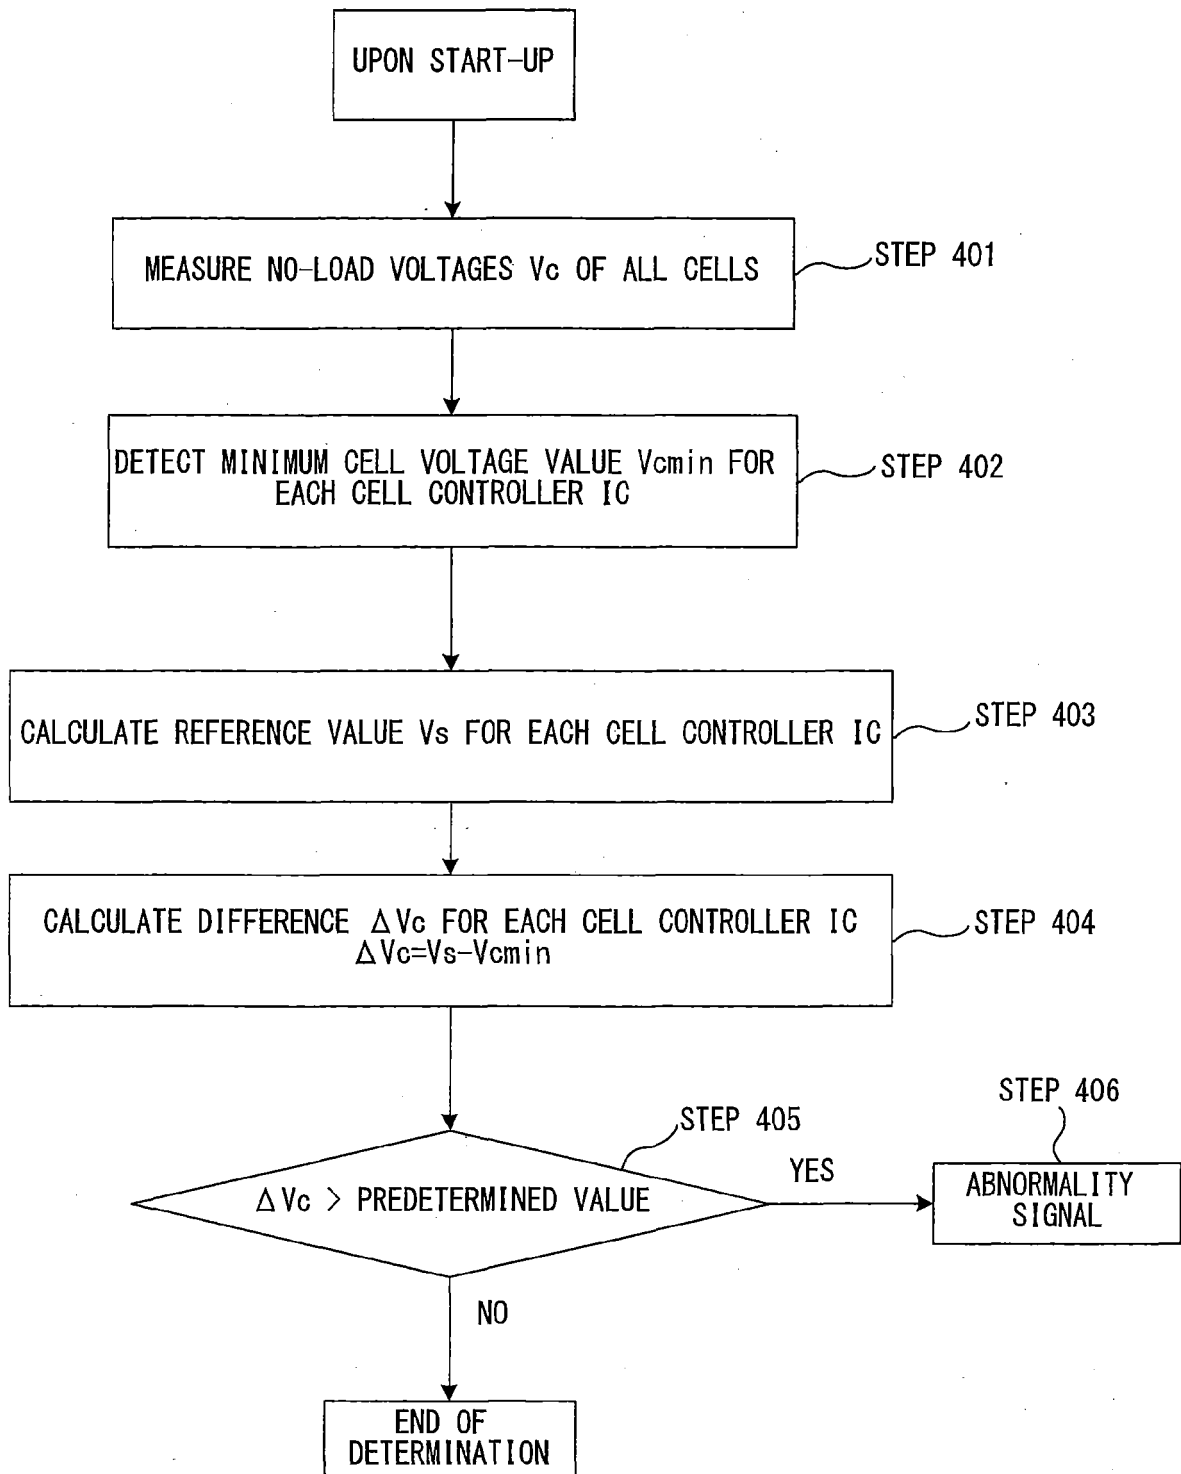 UPON START-UP
MEASURE NO-LOAD VOLTAGES Vc OF ALL CELLS
STEP 401
DETECT MINIMUM CELL VOLTAGE VALUE Vcmin FOR
EACH CELL CONTROLLER IC
STEP 402
CALCULATE REFERENCE VALUE Vs FOR EACH CELL CONTROLLER IC
STEP 403
CALCULATE DIFFERENCE ΔVc FOR EACH CELL CONTROLLER IC
ΔVc=Vs-Vcmin
STEP 404
ΔVc > PREDETERMINED VALUE
STEP 405
YES
STEP 406
ABNORMALITY
SIGNAL
NO
END OF
DETERMINATION